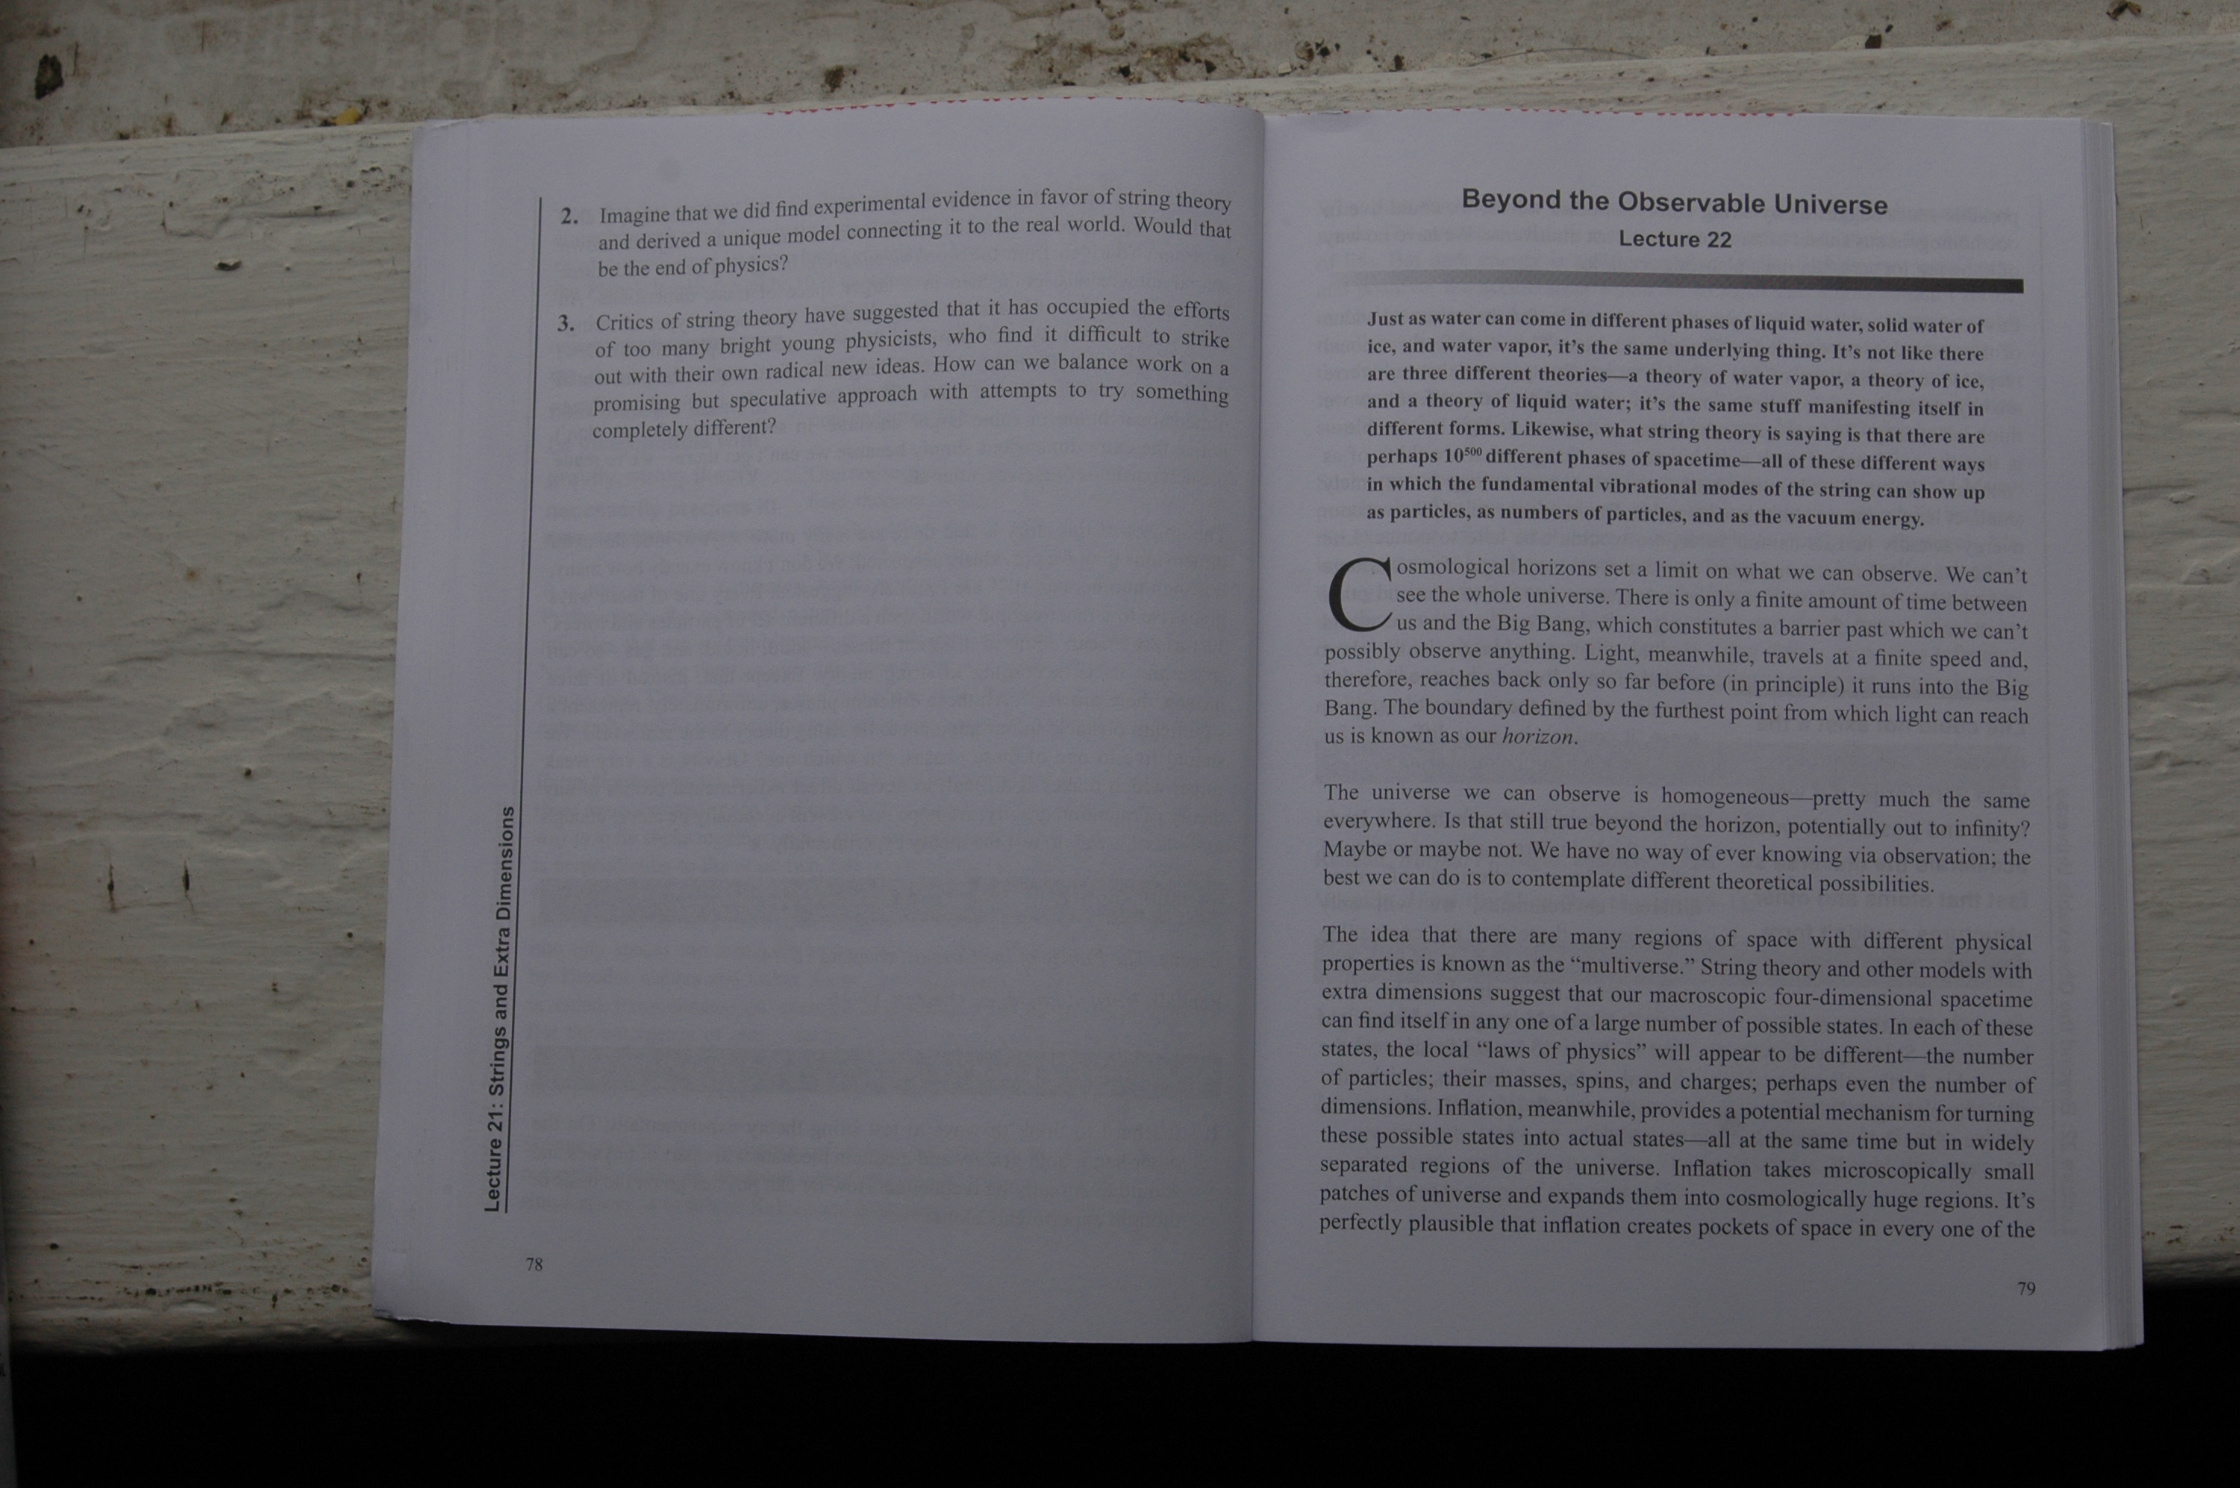 2. Imagine that we did find experimental evidence in favor of string theory
and derived a unique model connecting it to the real world. Would that
be the end of physics?
3. Critics of string theory have suggested that it has occupied the efforts
of too many bright young physicists, who find it difficult to strike
out with their own radical new ideas. How can we balance work on a
promising but speculative approach with attempts to try something
completely different?
Lecture 21: Strings and Extra Dimensions
78
Beyond the Observable Universe
Lecture 22
Just as water can come in different phases of liquid water, solid water of
ice, and water vapor, it’s the same underlying thing. It’s not like there
are three different theories—a theory of water vapor, a theory of ice,
and a theory of liquid water; it’s the same stuff manifesting itself in
different forms. Likewise, what string theory is saying is that there are
perhaps 10⁵⁰⁰ different phases of spacetime—all of these different ways
in which the fundamental vibrational modes of the string can show up
as particles, as numbers of particles, and as the vacuum energy.
Cosmological horizons set a limit on what we can observe. We can’t
see the whole universe. There is only a finite amount of time between
us and the Big Bang, which constitutes a barrier past which we can’t
possibly observe anything. Light, meanwhile, travels at a finite speed and,
therefore, reaches back only so far before (in principle) it runs into the Big
Bang. The boundary defined by the furthest point from which light can reach
us is known as our horizon.
The universe we can observe is homogeneous—pretty much the same
everywhere. Is that still true beyond the horizon, potentially out to infinity?
Maybe or maybe not. We have no way of ever knowing via observation; the
best we can do is to contemplate different theoretical possibilities.
The idea that there are many regions of space with different physical
properties is known as the “multiverse.” String theory and other models with
extra dimensions suggest that our macroscopic four-dimensional spacetime
can find itself in any one of a large number of possible states. In each of these
states, the local “laws of physics” will appear to be different—the number
of particles; their masses, spins, and charges; perhaps even the number of
dimensions. Inflation, meanwhile, provides a potential mechanism for turning
these possible states into actual states—all at the same time but in widely
separated regions of the universe. Inflation takes microscopically small
patches of universe and expands them into cosmologically huge regions. It’s
perfectly plausible that inflation creates pockets of space in every one of the
79